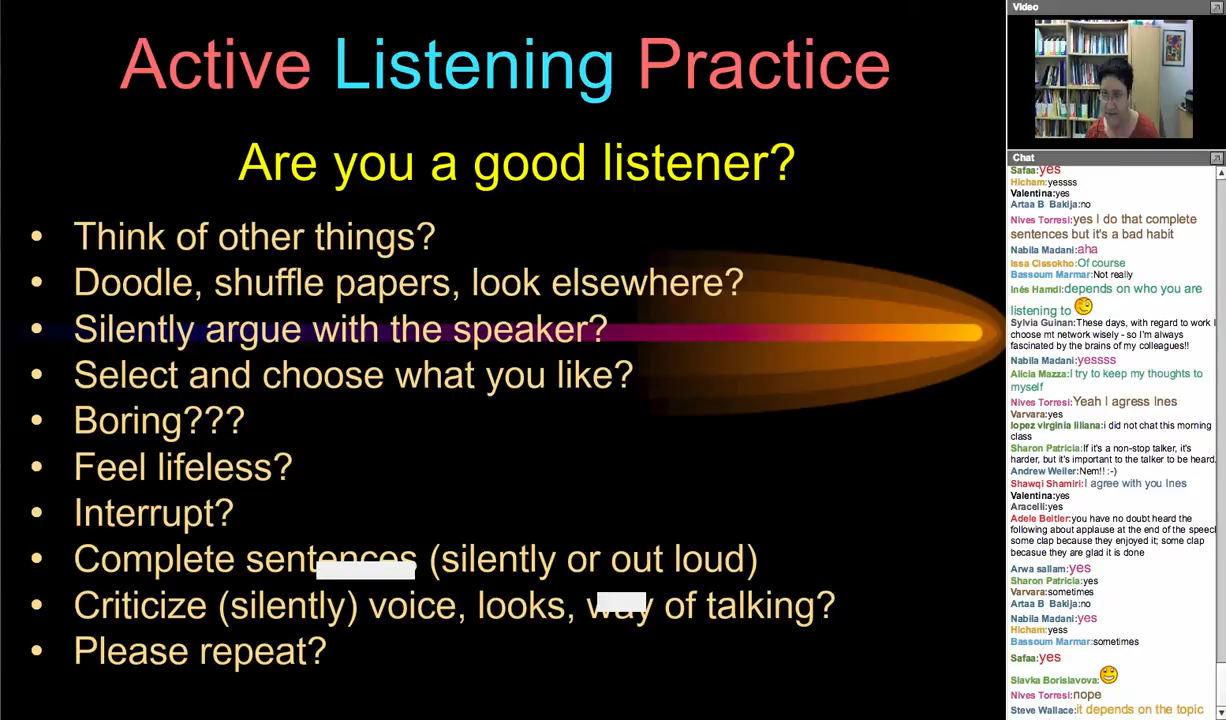 Active Listening Practice
Are you a good listener?
• Think of other things?
• Doodle, shuffle papers, look elsewhere?
• Silently argue with the speaker?
• Select and choose what you like?
• Boring???
• Feel lifeless?
• Interrupt?
• Complete sentences (silently or out loud)
• Criticize (silently) voice, looks, way of talking?
• Please repeat?
Video
Chat
Safaa:yes
Hicham:yessss
Valentina:yes
Artaa B Bakija:no
Nives Torresi:yes I do that complete
sentences but it's a bad habit
Nabila Madani:aha
Issa Cissokho:Of course
Bassoum Marmar:Not really
Inés Hamdi:depends on who you are
listening to
Sylvia Guinan:These days, with regard to work I
choose mt network wisely - so I'm always
fascinated by the brains of my colleagues!!
Nabila Madani:yessss
Alicia Mazza:I try to keep my thoughts to
myself
Nives Torresi:Yeah I agress Ines
Varvara:yes
lopez virginia liliana:i did not chat this morning
class
Sharon Patricia:If it's a non-stop talker, it's
harder, but it's important to the talker to be heard.
Andrew Weiler:Nem!! :-)
Shawqi Shamiri:I agree with you Ines
Valentina:yes
Aracelli:yes
Adele Beitler:you have no doubt heard the
following about applause at the end of the speech
some clap because they enjoyed it; some clap
becasue they are glad it is done
Arwa sallam:yes
Sharon Patricia:yes
Varvara:sometimes
Artaa B Bakija:no
Nabila Madani:yes
Hicham:yess
Bassoum Marmar:sometimes
Safaa:yes
Slavka Borislavova:
Nives Torresi:nope
Steve Wallace:it depends on the topic